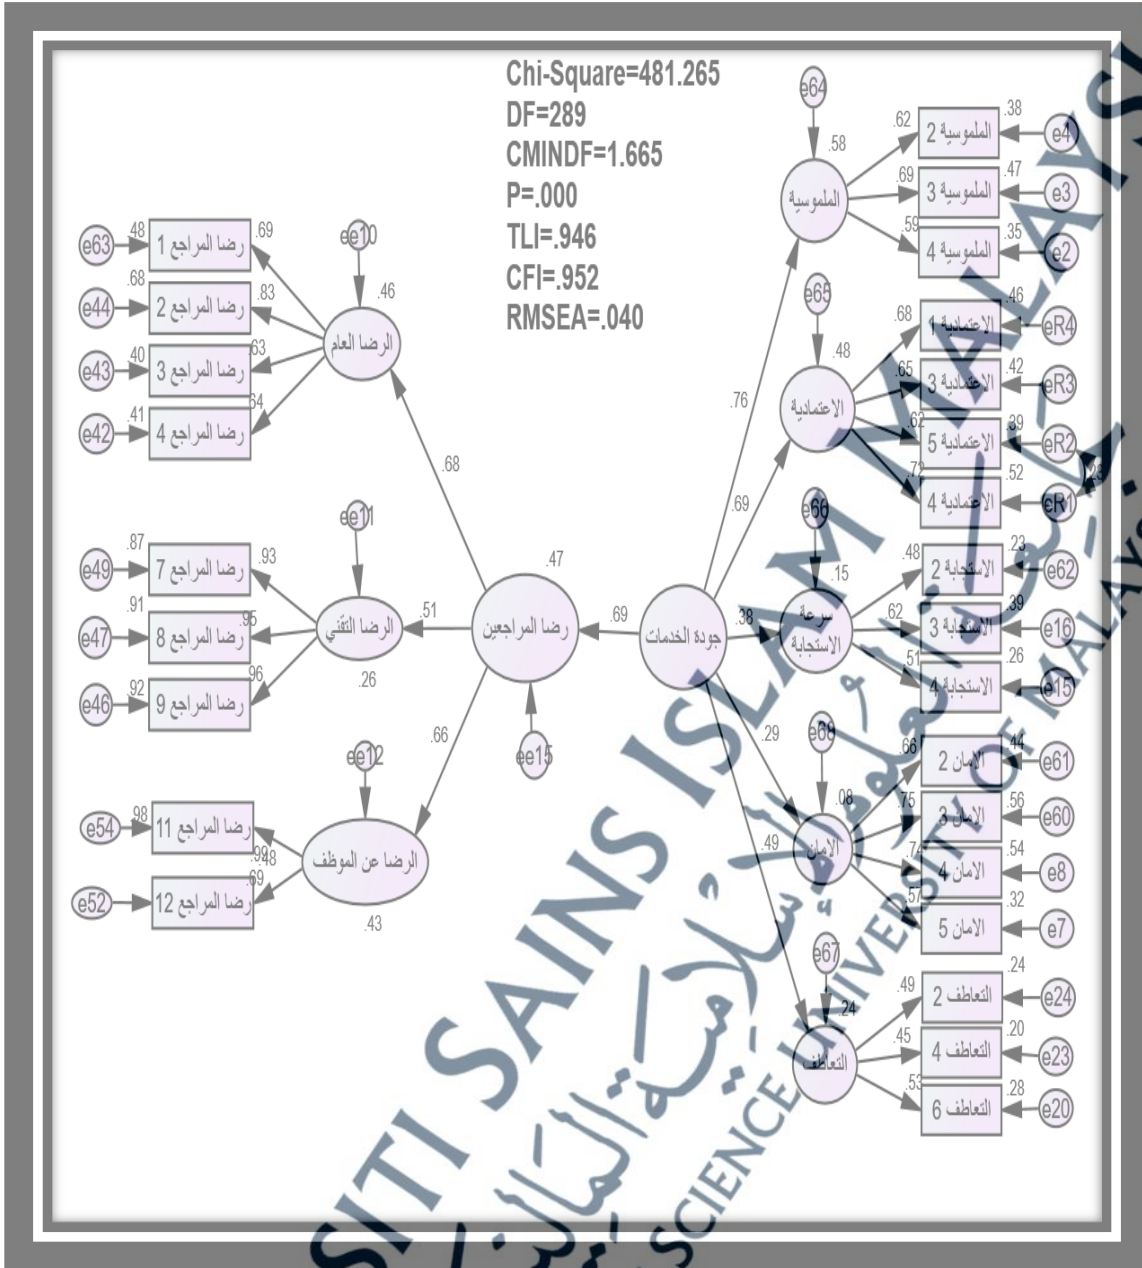 Chi-Square=481.265
DF=289
CMINDF=1.665
P=.000
TLI=.946
CFI=.952
RMSEA=.040
e63
.48
رضا المراجع 1
.69
e44
.68
رضا المراجع 2
.83
e43
.40
رضا المراجع 3
.63
e42
.41
رضا المراجع 4
.64
ee10
.46
الرضا العام
.68
e49
.87
رضا المراجع 7
.93
e47
.91
رضا المراجع 8
.95
e46
.92
رضا المراجع 9
.96
ee11
الرضا التقني
.26
.51
e54
.98
رضا المراجع 11
.99
.48
e52
رضا المراجع 12
.69
ee12
الرضا عن الموظف
.43
.66
.47
رضا المراجعين
ee15
.69
جودة الخدمات
.76
.69
.38
.29
.49
e64
.58
الملموسية
.62
الملموسية 2
.38
e4
.69
الملموسية 3
.47
e3
.59
الملموسية 4
.35
e2
e65
.48
الاعتمادية
.68
الاعتمادية 1
.46
eR4
.65
الاعتمادية 3
.42
eR3
.62
الاعتمادية 5
.39
eR2
.72
الاعتمادية 4
.52
eR1
e66
.15
سرعة
الاستجابة
.48
الاستجابة 2
.23
e62
.62
الاستجابة 3
.39
e16
.51
الاستجابة 4
.26
e15
e68
.08
الامان
.66
الامان 2
.44
e61
.75
الامان 3
.56
e60
.74
الامان 4
.54
e8
.57
الامان 5
.32
e7
e67
.24
التعاطف
.49
التعاطف 2
.24
e24
.45
التعاطف 4
.20
e23
.53
التعاطف 6
.28
e20
SITI SAINS ISLAM MALAYSI
SCIENCE UNIVERSITY OF MALAYS